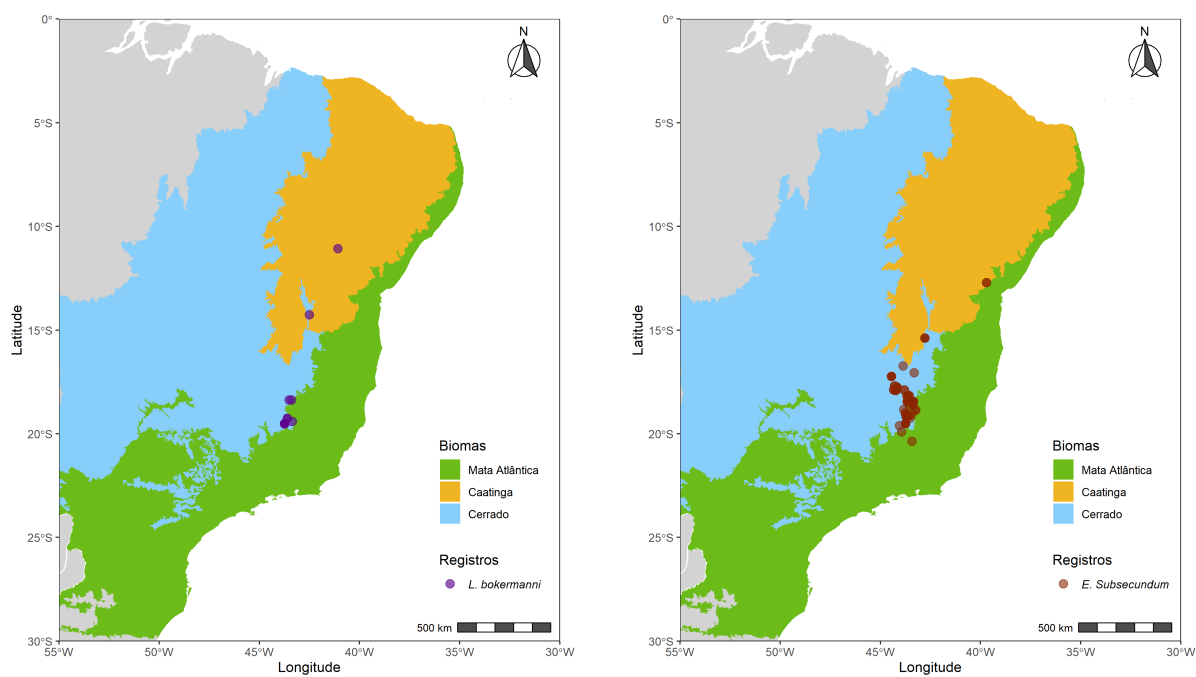 N
0°
5°S
10°S
15°S
20°S
25°S
30°S
Latitude
Biomas
Mata Atlântica
Caatinga
Cerrado
Registros
L. bokermanni
500 km
55°W
50°W
45°W
40°W
35°W
30°W
Longitude
N
0°
5°S
10°S
15°S
20°S
25°S
30°S
Latitude
Biomas
Mata Atlântica
Caatinga
Cerrado
Registros
E. Subsecundum
500 km
55°W
50°W
45°W
40°W
35°W
30°W
Longitude